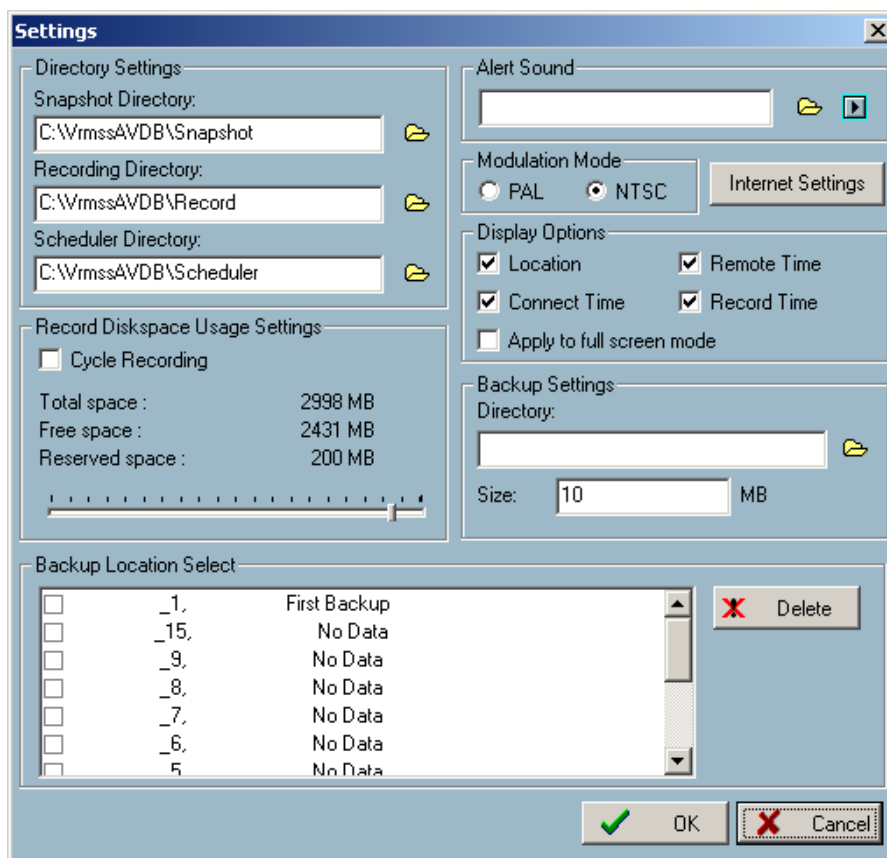 Settings
Directory Settings
Snapshot Directory:
C:\VrmssAVDB\Snapshot
Recording Directory:
C:\VrmssAVDB\Record
Scheduler Directory:
C:\VrmssAVDB\Scheduler
Record Diskspace Usage Settings
Cycle Recording
Total space : 2998 MB
Free space : 2431 MB
Reserved space : 200 MB
Alert Sound
Modulation Mode
PAL NTSC
Internet Settings
Display Options
Location Remote Time
Connect Time Record Time
Apply to full screen mode
Backup Settings
Directory:
Size: 10 MB
Backup Location Select
_1, First Backup
_15, No Data
_9, No Data
_8, No Data
_7, No Data
_6, No Data
_5 No Data
Delete
OK Cancel